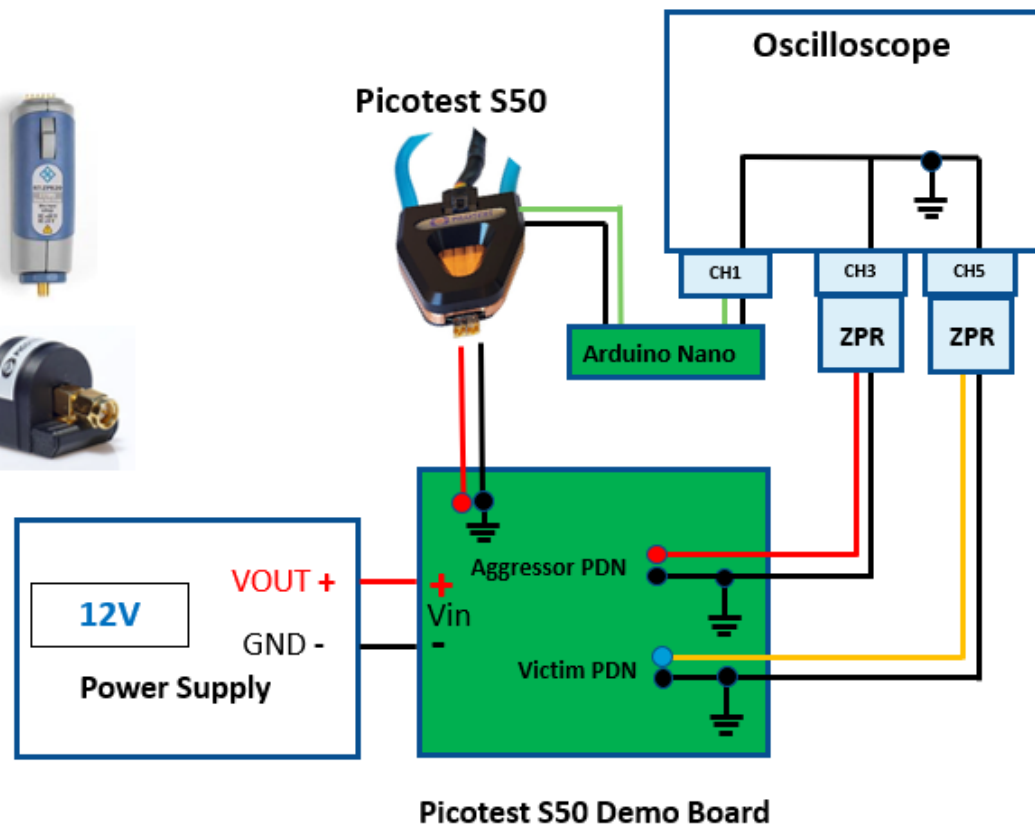 Oscilloscope
Picotest S50
CH1
CH3
CH5
ZPR
ZPR
Arduino Nano
Aggressor PDN
VOUT +
+
12V
Vin
GND -
-
Victim PDN
Power Supply
Picotest S50 Demo Board